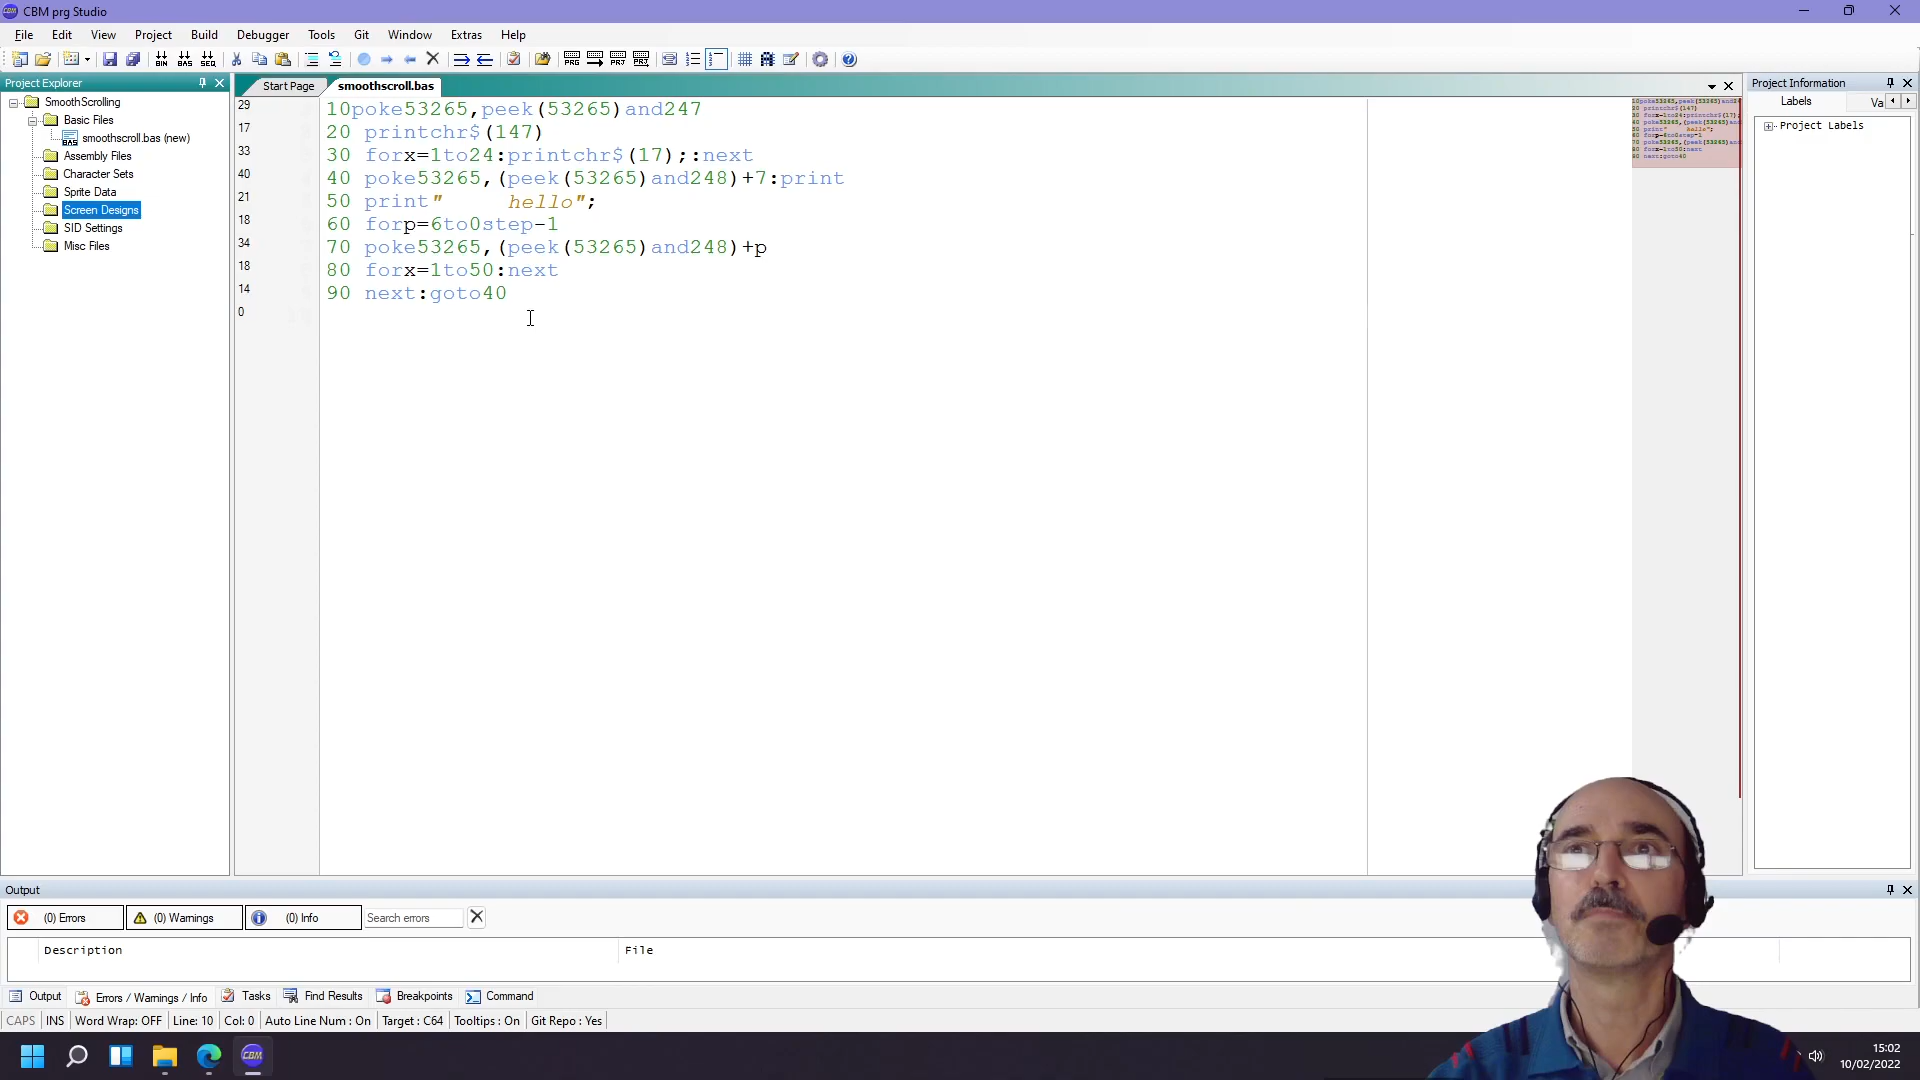 CBM prg Studio
File Edit View Project Build Debugger Tools Git Window Extras Help
Project Explorer
SmoothScrolling
Basic Files
smoothscroll.bas (new)
Assembly Files
Character Sets
Sprite Data
Screen Designs
SID Settings
Misc Files
Start Page smoothscroll.bas
29 10poke53265,peek(53265)and247
17 20 printchr$(147)
33 30 forx=1to24:printchr$(17);:next
40 40 poke53265,(peek(53265)and248)+7:print
21 50 print"     hello";
18 60 forp=6to0step-1
34 70 poke53265,(peek(53265)and248)+p
18 80 forx=1to50:next
14 90 next:goto40
0
Project Information
Labels Va
Project Labels
Output
(0) Errors (0) Warnings (0) Info Search errors
Description File
Output Errors / Warnings / Info Tasks Find Results Breakpoints Command
CAPS INS Word Wrap: OFF Line: 10 Col: 0 Auto Line Num : On Target : C64 Tooltips : On Git Repo : Yes
CBM
15:02
10/02/2022